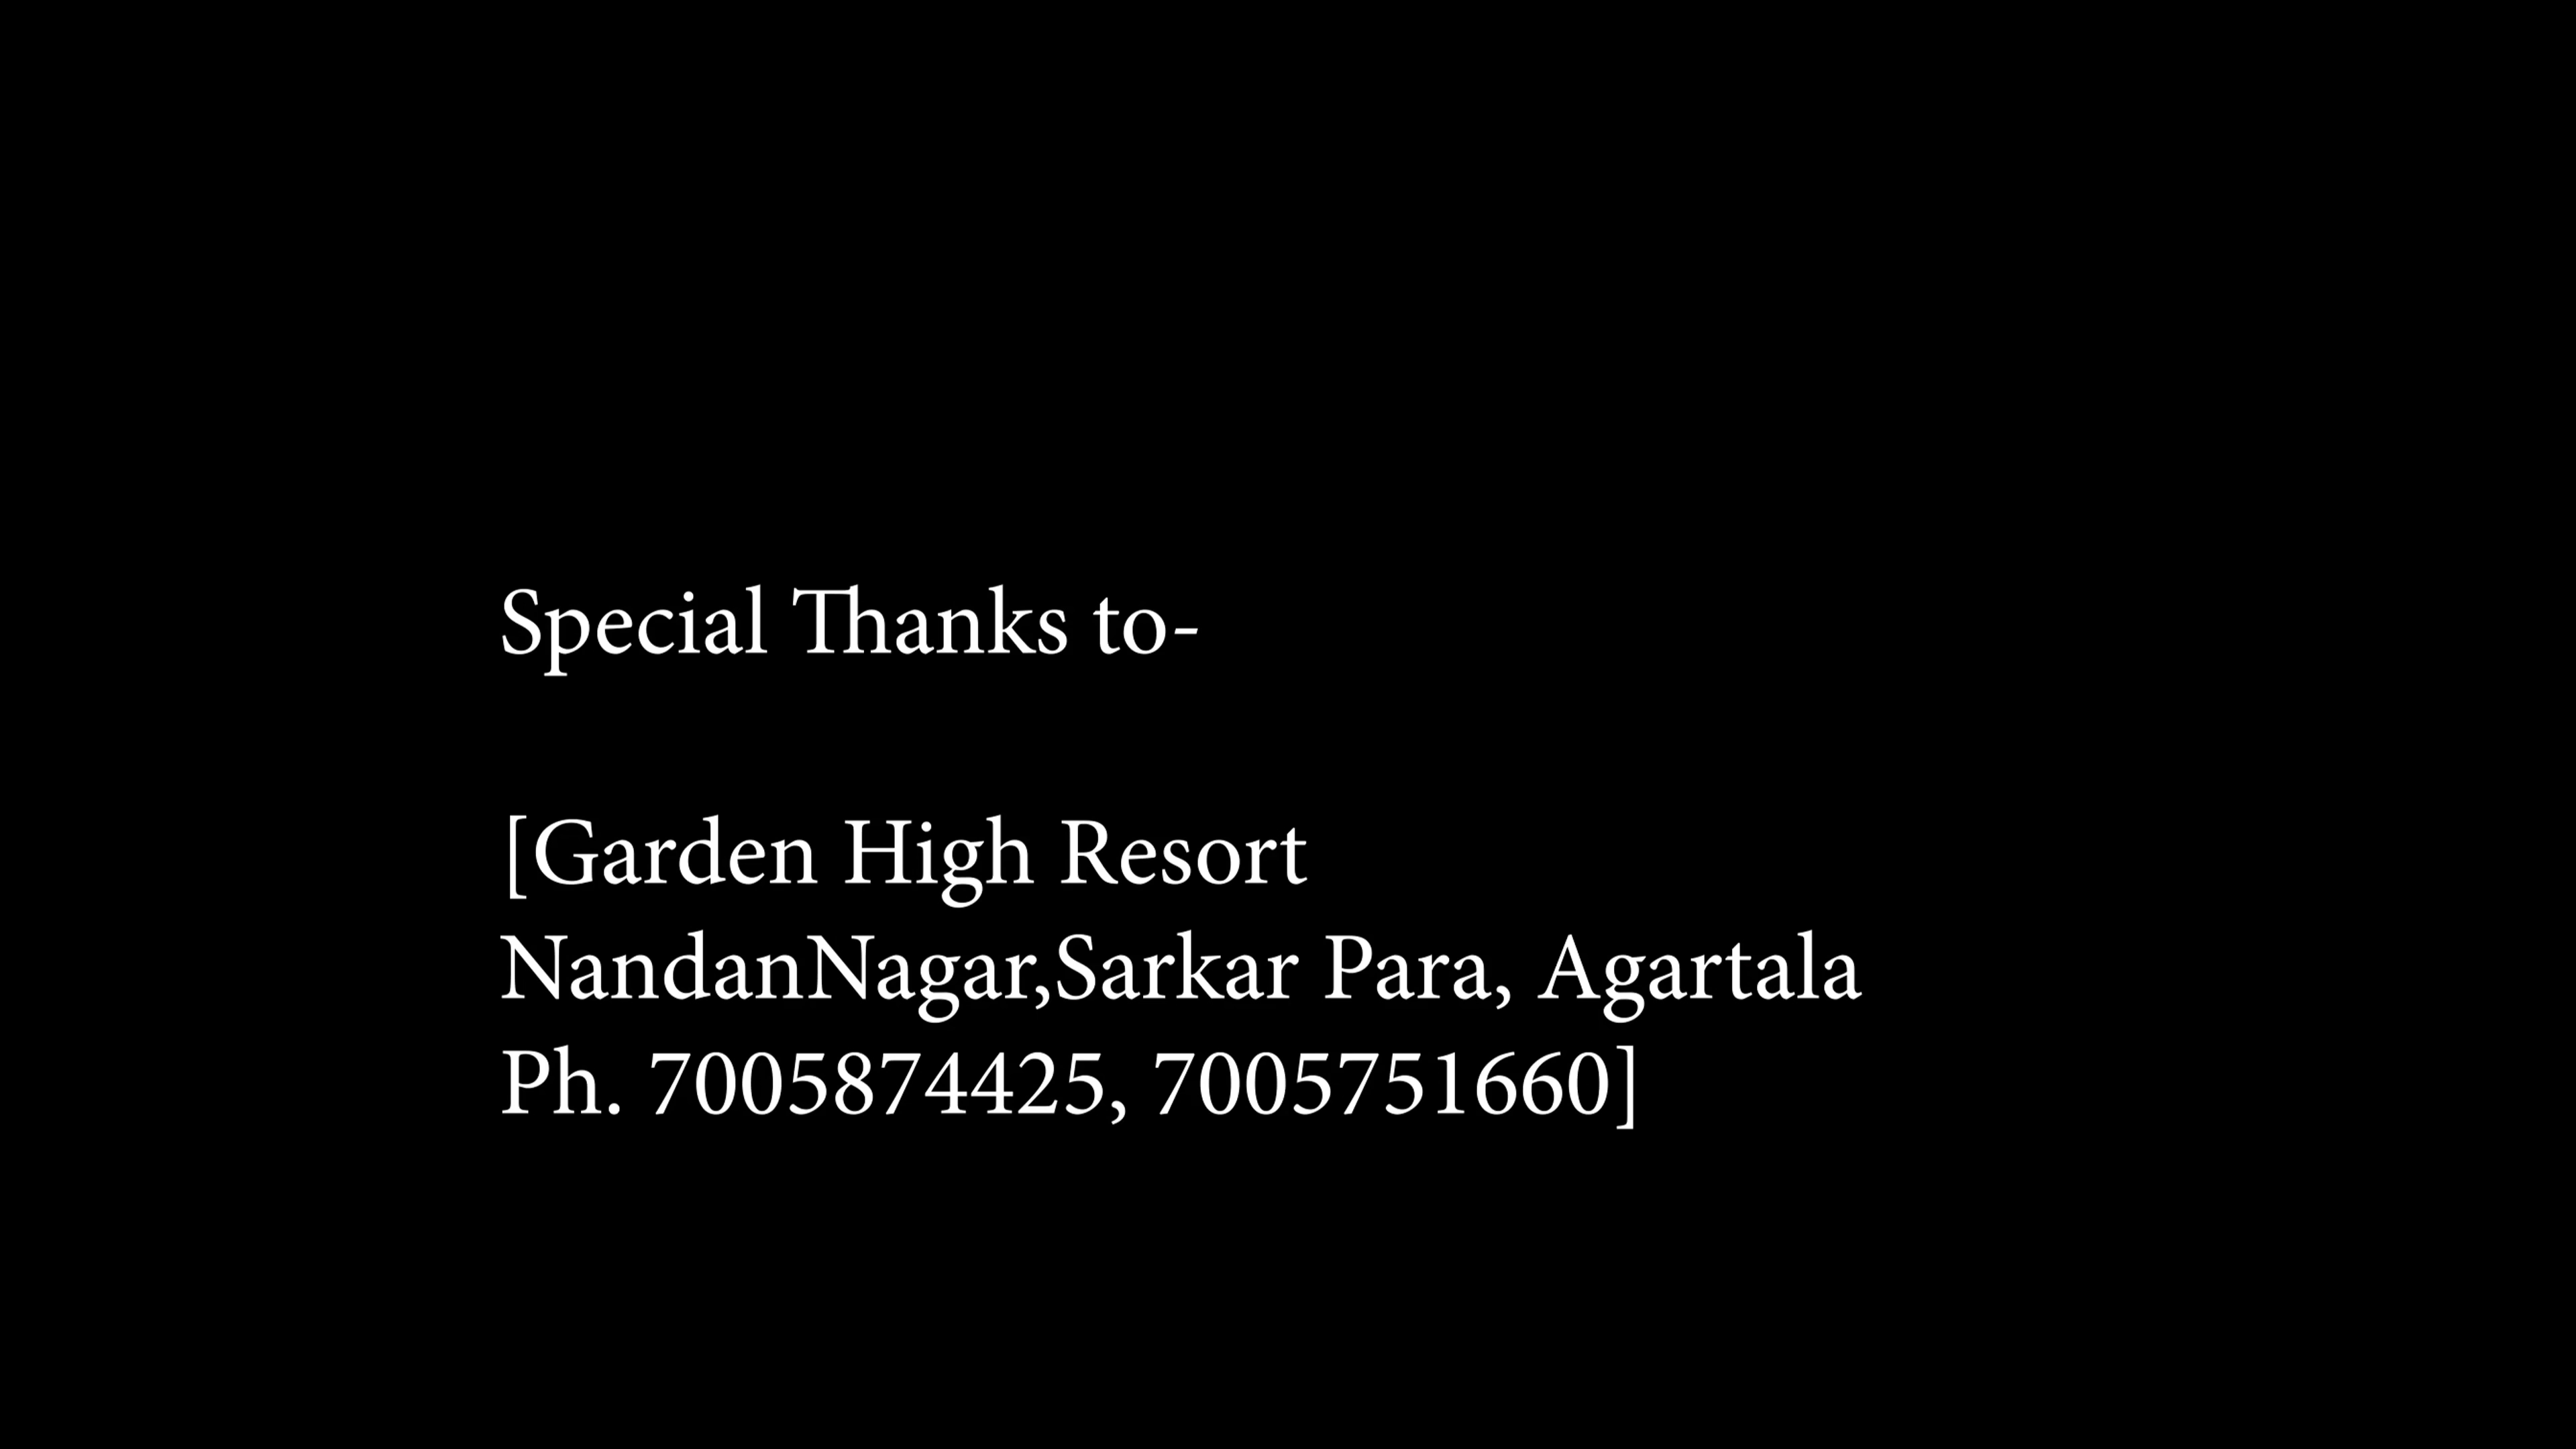 Special Thanks to-
[Garden High Resort
NandanNagar,Sarkar Para, Agartala
Ph. 7005874425, 7005751660]